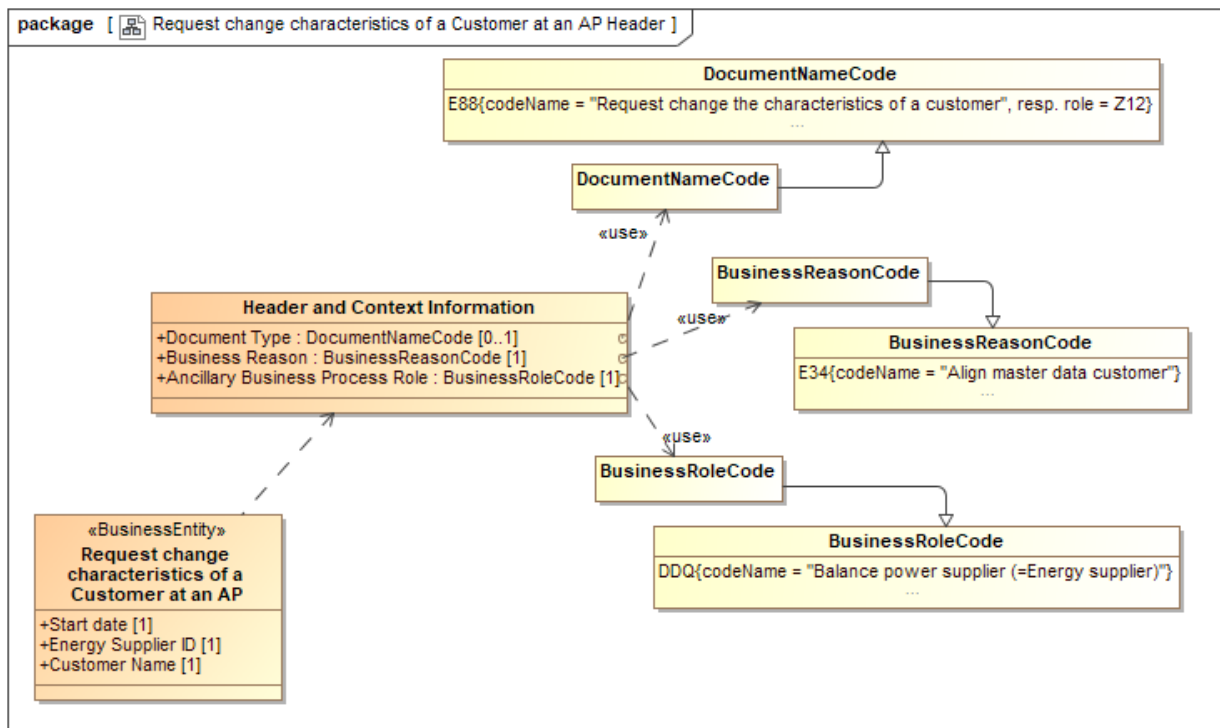 package [ Request change characteristics of a Customer at an AP Header ]
DocumentNameCode
E88{codeName = "Request change the characteristics of a customer", resp. role = Z12}
...
DocumentNameCode
«use»
BusinessReasonCode
Header and Context Information
+Document Type : DocumentNameCode [0..1]
+Business Reason : BusinessReasonCode [1]
+Ancillary Business Process Role : BusinessRoleCode [1]
«use»
BusinessReasonCode
E34{codeName = "Align master data customer"}
...
«use»
BusinessRoleCode
«BusinessEntity»
Request change
characteristics of a
Customer at an AP
+Start date [1]
+Energy Supplier ID [1]
+Customer Name [1]
BusinessRoleCode
DDQ{codeName = "Balance power supplier (=Energy supplier)"}
...